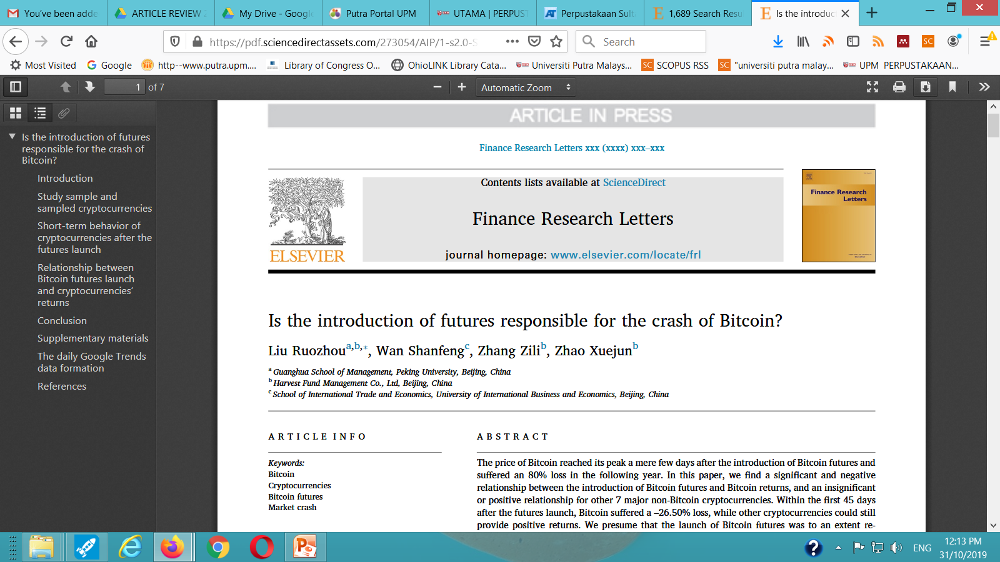 You've been adde
ARTICLE REVIEW 2
My Drive - Google
Putra Portal UPM
UTAMA | PERPUST
Perpustakaan Sult
1,689 Search Resu
Is the introduc
https://pdf.sciencedirectassets.com/273054/AIP/1-s2.0-S
Search
Most Visited
Google
http--www.putra.upm....
Library of Congress O...
OhioLINK Library Cata...
Universiti Putra Malays...
SCOPUS RSS
"universiti putra malay...
UPM PERPUSTAKAAN...
1 of 7
Automatic Zoom
Is the introduction of futures
responsible for the crash of
Bitcoin?
Introduction
Study sample and
sampled cryptocurrencies
Short-term behavior of
cryptocurrencies after the
futures launch
Relationship between
Bitcoin futures launch
and cryptocurrencies'
returns
Conclusion
Supplementary materials
The daily Google Trends
data formation
References
ARTICLE IN PRESS
Finance Research Letters xxx (xxxx) xxx–xxx
Contents lists available at ScienceDirect
Finance Research Letters
journal homepage: www.elsevier.com/locate/frl
ELSEVIER
Finance Research
Letters
Is the introduction of futures responsible for the crash of Bitcoin?
Liu Ruozhou a,b,*, Wan Shanfeng c, Zhang Zili b, Zhao Xuejun b
a Guanghua School of Management, Peking University, Beijing, China
b Harvest Fund Management Co., Ltd, Beijing, China
c School of International Trade and Economics, University of International Business and Economics, Beijing, China
ARTICLE INFO
Keywords:
Bitcoin
Cryptocurrencies
Bitcoin futures
Market crash
ABSTRACT
The price of Bitcoin reached its peak a mere few days after the introduction of Bitcoin futures and
suffered an 80% loss in the following year. In this paper, we find a significant and negative
relationship between the introduction of Bitcoin futures and Bitcoin returns, and an insignificant
or positive relationship for other 7 major non-Bitcoin cryptocurrencies. Within the first 45 days
after the futures launch, Bitcoin suffered a –26.50% loss, while other cryptocurrencies could still
provide positive returns. We presume that the launch of Bitcoin futures was to an extent re-
ENG
12:13 PM
31/10/2019